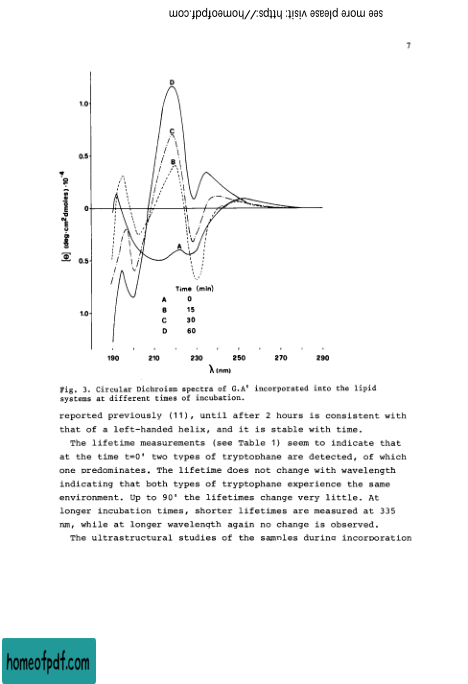 see more please visit: https://homeofpdf.com
7
1.0
0.5
0
0.5
1.0
[Θ] (deg·cm²·dmoles)·10⁻⁴
D
C
B
A
Time (min)
A 0
B 15
C 30
D 60
190 210 230 250 270 290
λ (nm)
Fig. 3. Circular Dichroism spectra of G.A' incorporated into the lipid
systems at different times of incubation.
reported previously (11), until after 2 hours is consistent with
that of a left-handed helix, and it is stable with time.
The lifetime measurements (see Table 1) seem to indicate that
at the time t=0' two types of tryptophane are detected, of which
one predominates. The lifetime does not change with wavelength
indicating that both types of tryptophane experience the same
environment. Up to 90' the lifetimes change very little. At
longer incubation times, shorter lifetimes are measured at 335
nm, while at longer wavelength again no change is observed.
The ultrastructural studies of the samples during incorporation
homeofpdf.com